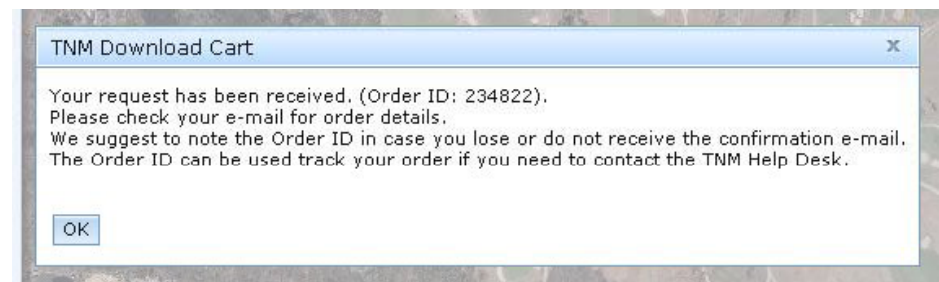 TNM Download Cart x
Your request has been received. (Order ID: 234822).
Please check your e-mail for order details.
We suggest to note the Order ID in case you lose or do not receive the confirmation e-mail.
The Order ID can be used track your order if you need to contact the TNM Help Desk.
OK